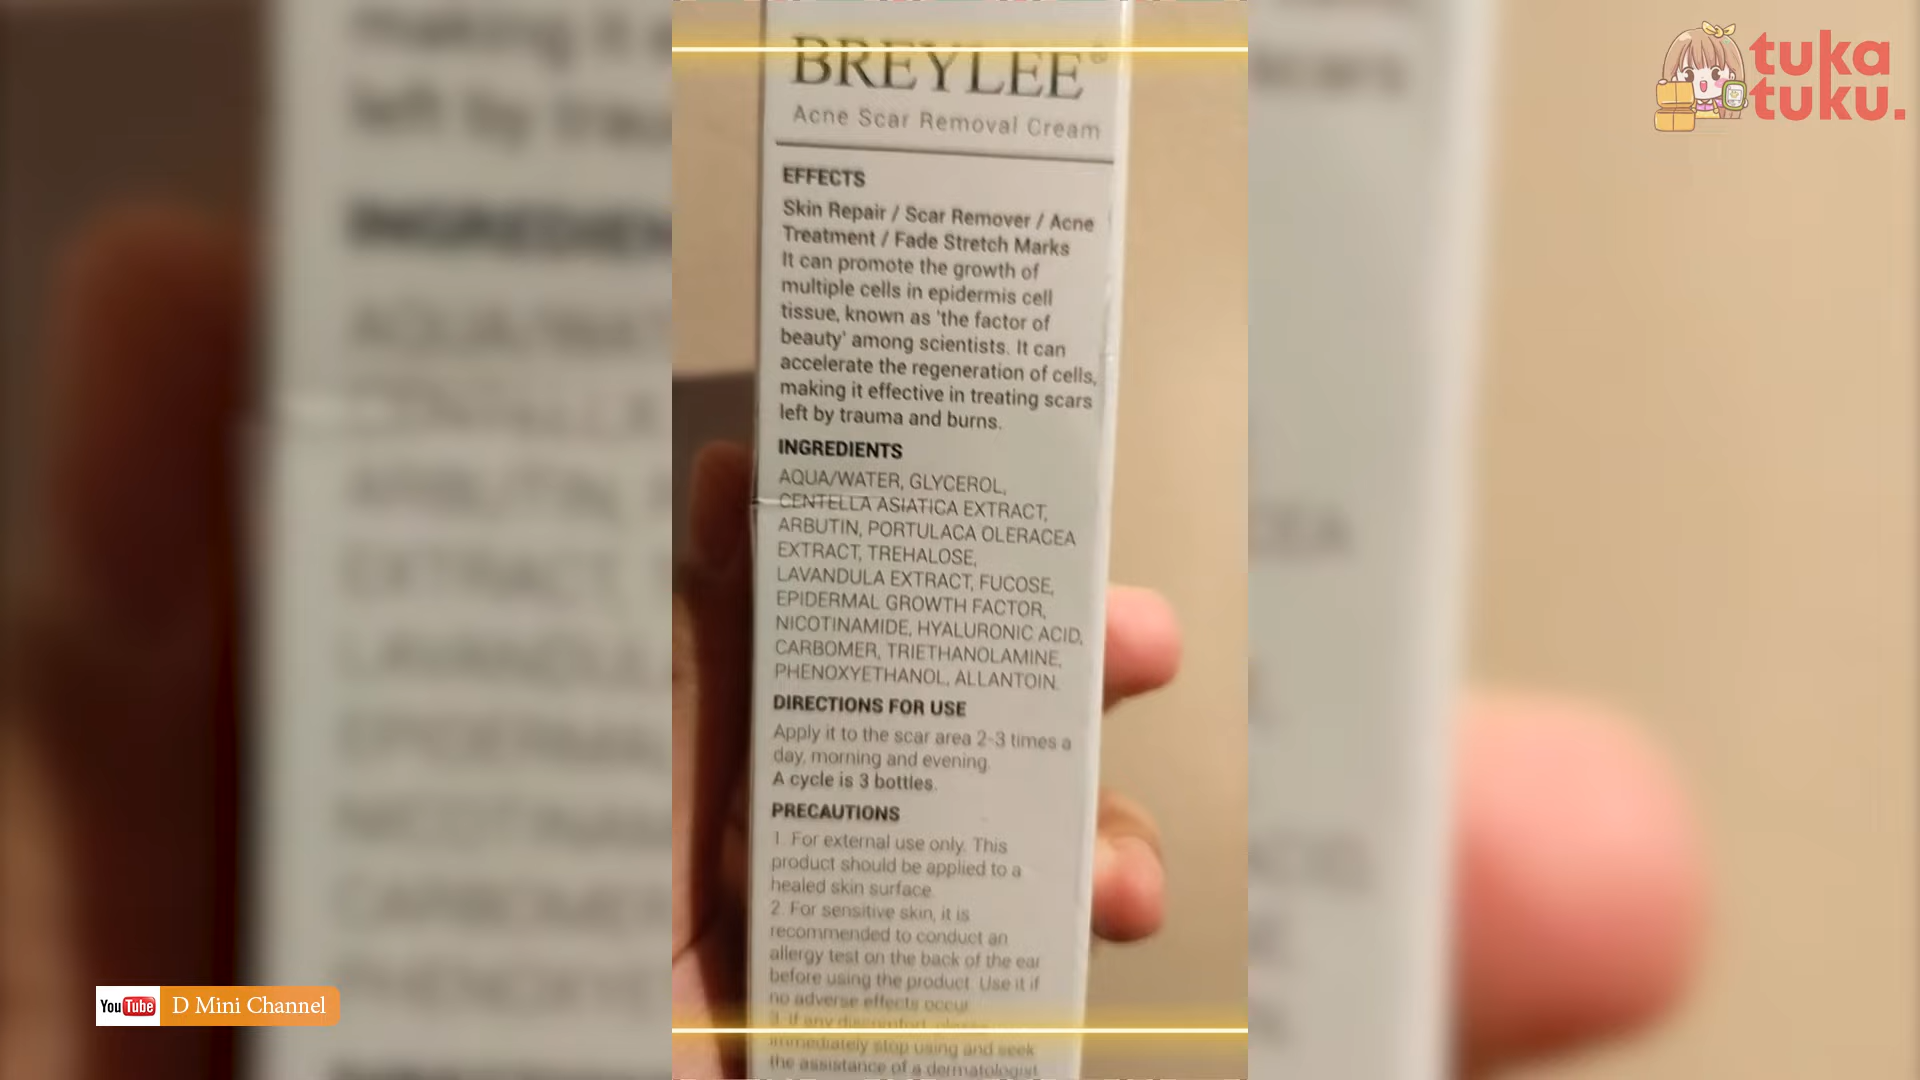 BREYLEE®
Acne Scar Removal Cream
EFFECTS
Skin Repair / Scar Remover / Acne
Treatment / Fade Stretch Marks
It can promote the growth of
multiple cells in epidermis cell
tissue, known as 'the factor of
beauty' among scientists. It can
accelerate the regeneration of cells,
making it effective in treating scars
left by trauma and burns.
INGREDIENTS
AQUA/WATER, GLYCEROL,
CENTELLA ASIATICA EXTRACT,
ARBUTIN, PORTULACA OLERACEA
EXTRACT, TREHALOSE,
LAVANDULA EXTRACT, FUCOSE,
EPIDERMAL GROWTH FACTOR,
NICOTINAMIDE, HYALURONIC ACID,
CARBOMER, TRIETHANOLAMINE,
PHENOXYETHANOL, ALLANTOIN.
DIRECTIONS FOR USE
Apply it to the scar area 2-3 times a
day, morning and evening.
A cycle is 3 bottles.
PRECAUTIONS
1. For external use only. This
product should be applied to a
healed skin surface.
2. For sensitive skin, it is
recommended to conduct an
allergy test on the back of the ear
before using the product. Use it if
no adverse effects occur.
3. If any discomfort, please
immediately stop using and seek
the assistance of a dermatologist.
tuka
tuku.
YouTube D Mini Channel